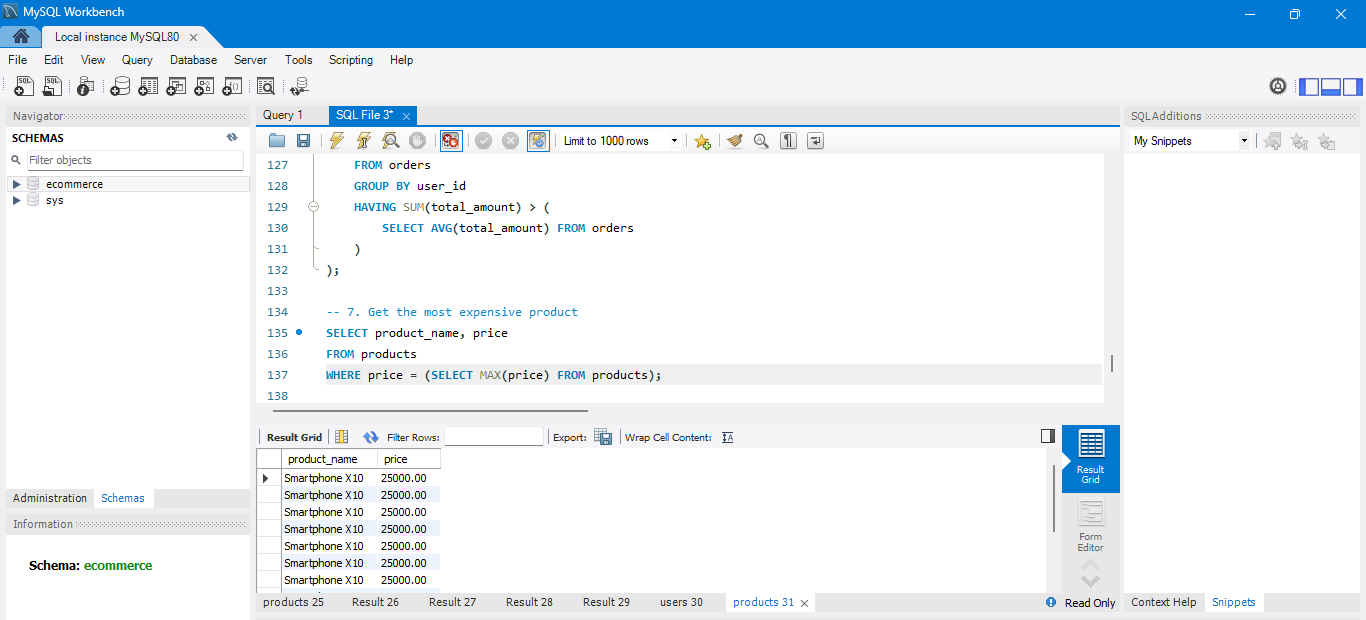 MySQL Workbench
Local instance MySQL80
File Edit View Query Database Server Tools Scripting Help
Navigator
SCHEMAS
Filter objects
ecommerce
sys
Administration Schemas
Information
Schema: ecommerce
Query 1 SQL File 3*
Limit to 1000 rows
127 FROM orders
128 GROUP BY user_id
129 HAVING SUM(total_amount) > (
130 SELECT AVG(total_amount) FROM orders
131 )
132 );
133
134 -- 7. Get the most expensive product
135 SELECT product_name, price
136 FROM products
137 WHERE price = (SELECT MAX(price) FROM products);
138
Result Grid Filter Rows: Export: Wrap Cell Content:
product_name price
Smartphone X10 25000.00
Smartphone X10 25000.00
Smartphone X10 25000.00
Smartphone X10 25000.00
Smartphone X10 25000.00
Smartphone X10 25000.00
Smartphone X10 25000.00
Result
Grid
Form
Editor
products 25 Result 26 Result 27 Result 28 Result 29 users 30 products 31
Read Only
SQLAdditions
My Snippets
Context Help Snippets